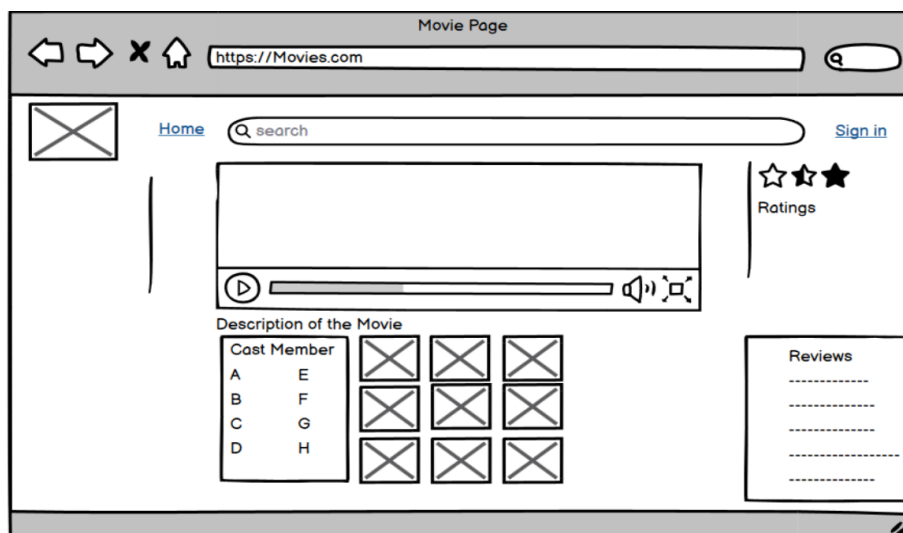 Movie Page
https://Movies.com
Home
search
Sign in
Ratings
Description of the Movie
Cast Member
A E
B F
C G
D H
Reviews